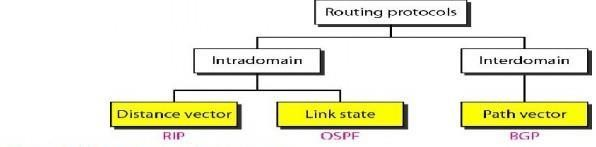 Routing protocols
Intradomain Interdomain
Distance vector Link state Path vector
RIP OSPF BGP